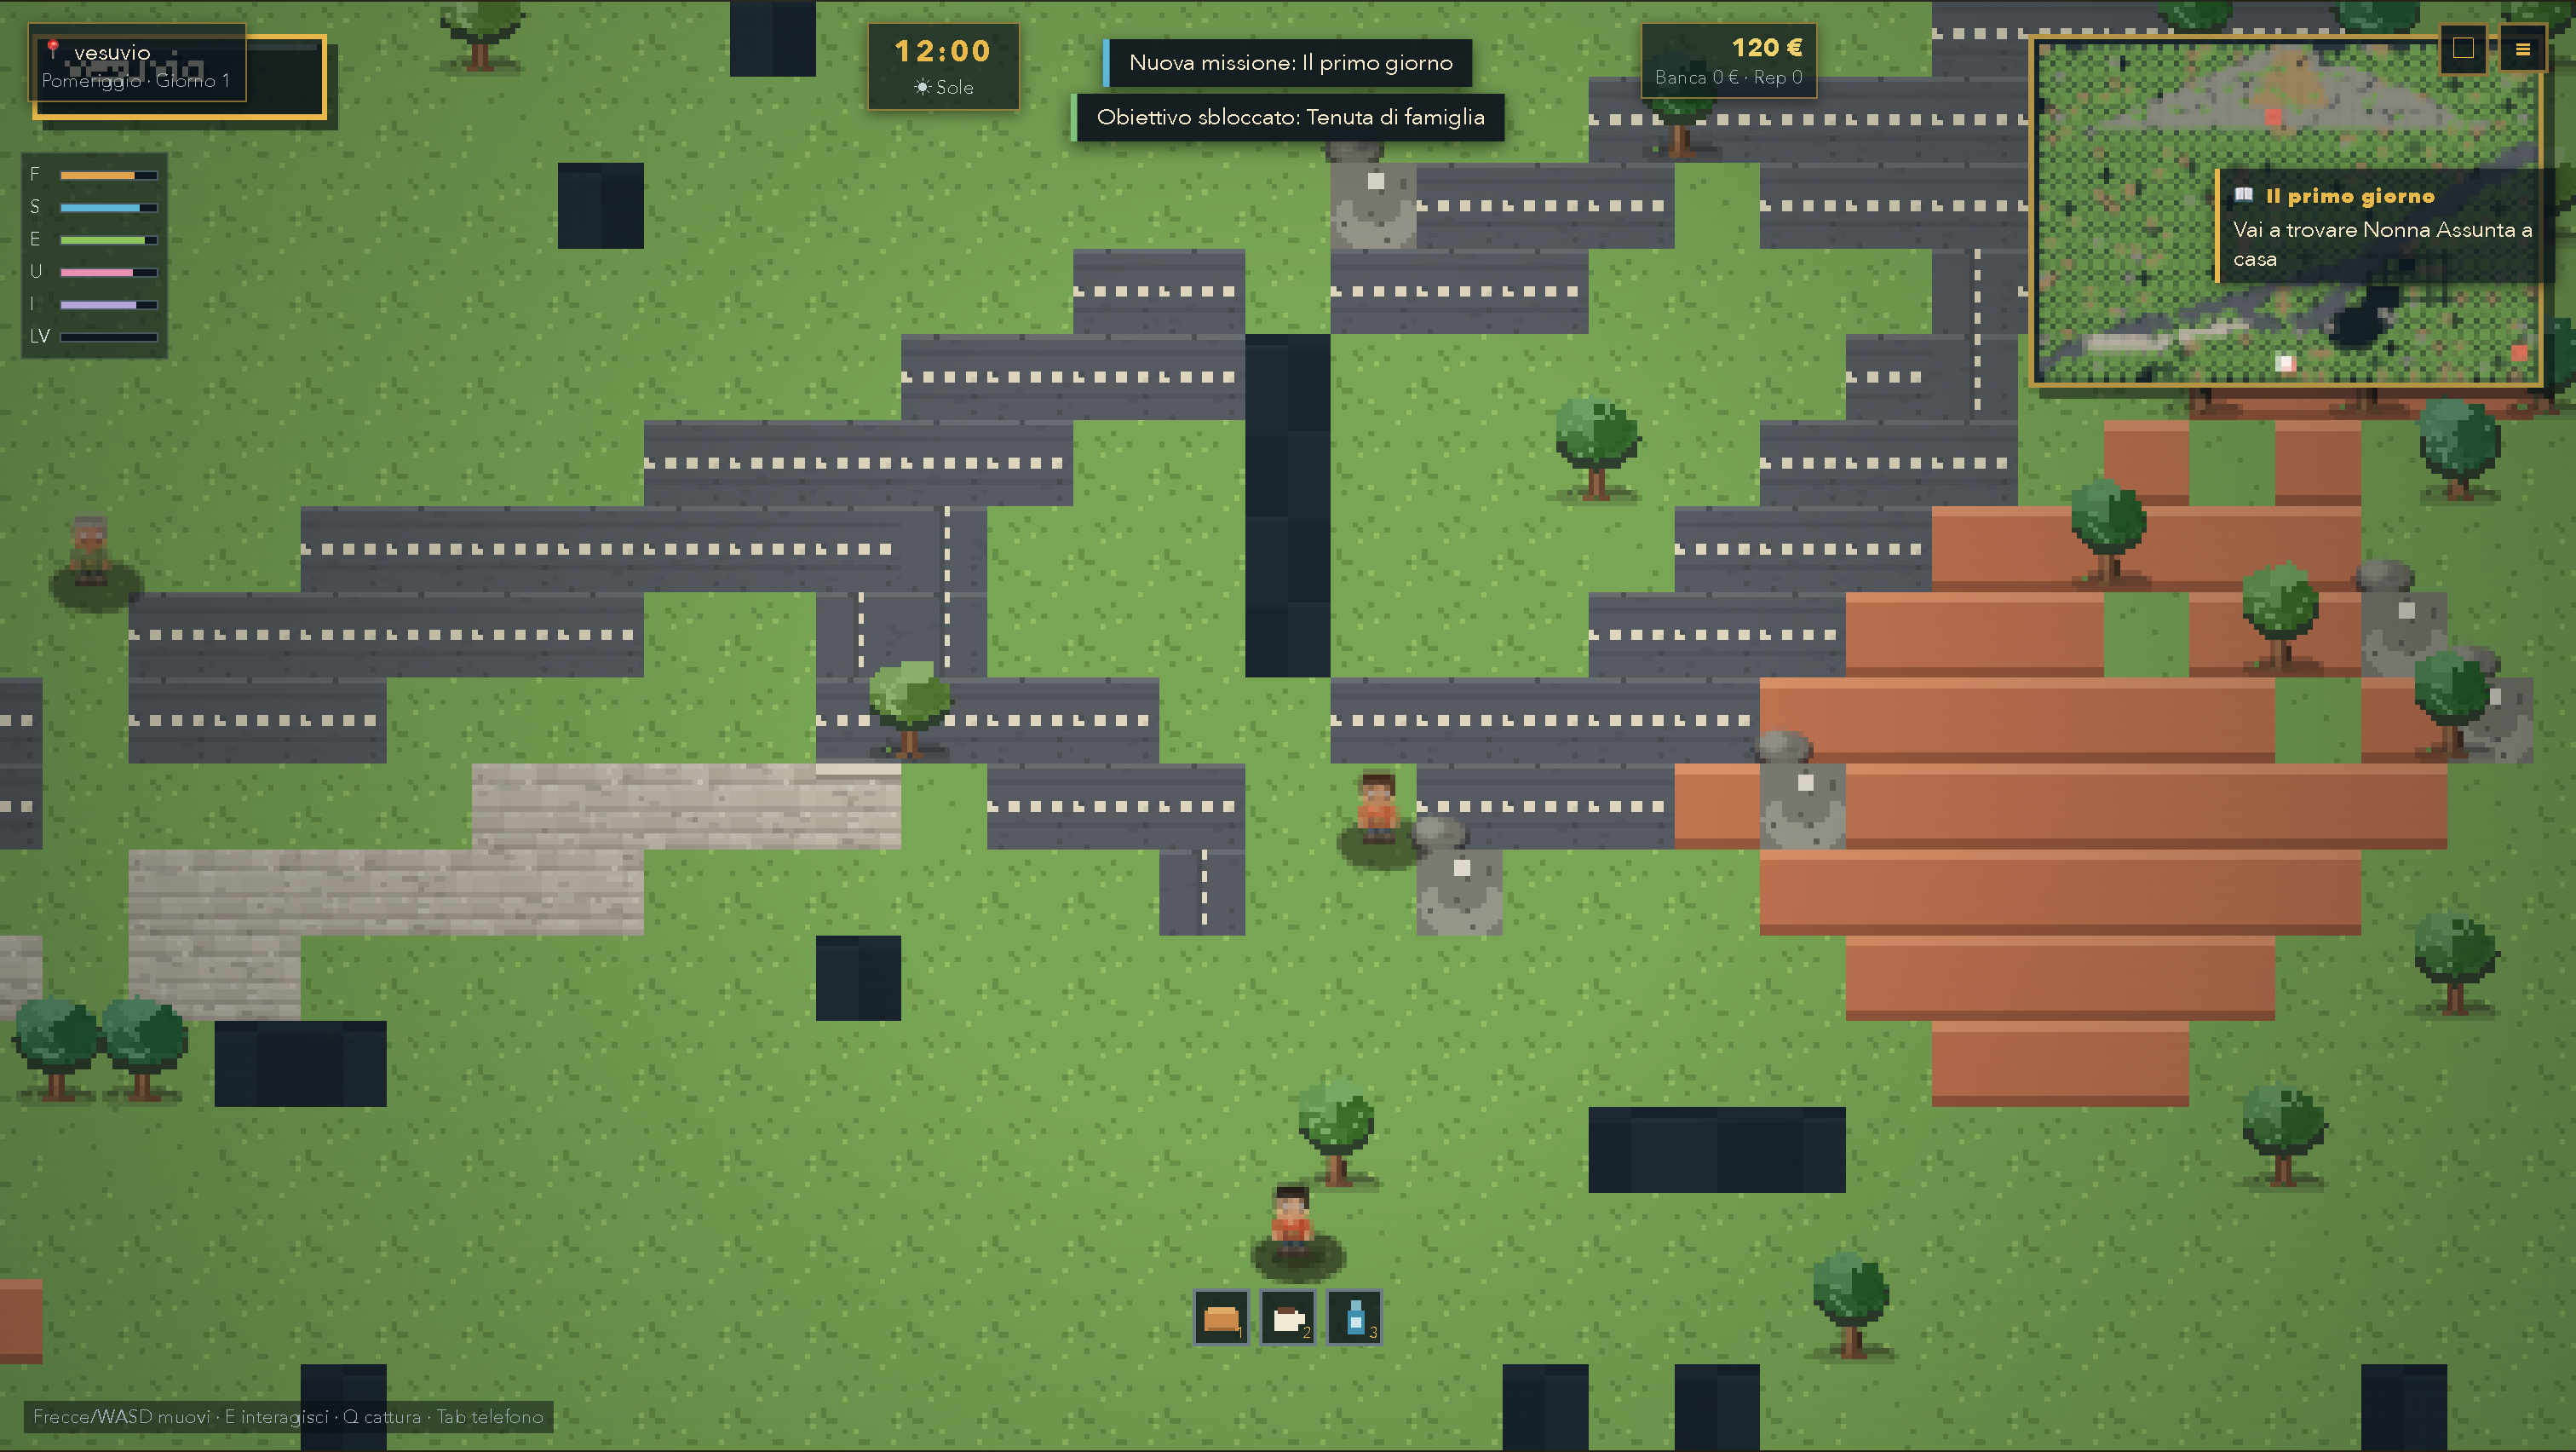 vesuvio
Pomeriggio · Giorno 1
12:00
Sole
Nuova missione: Il primo giorno
Obiettivo sbloccato: Tenuta di famiglia
120 €
Banca 0 € · Rep 0
Il primo giorno
Vai a trovare Nonna Assunta a
casa
F
S
E
U
I
LV
1
2
3
Frecce/WASD muovi · E interagisci · Q cattura · Tab telefono